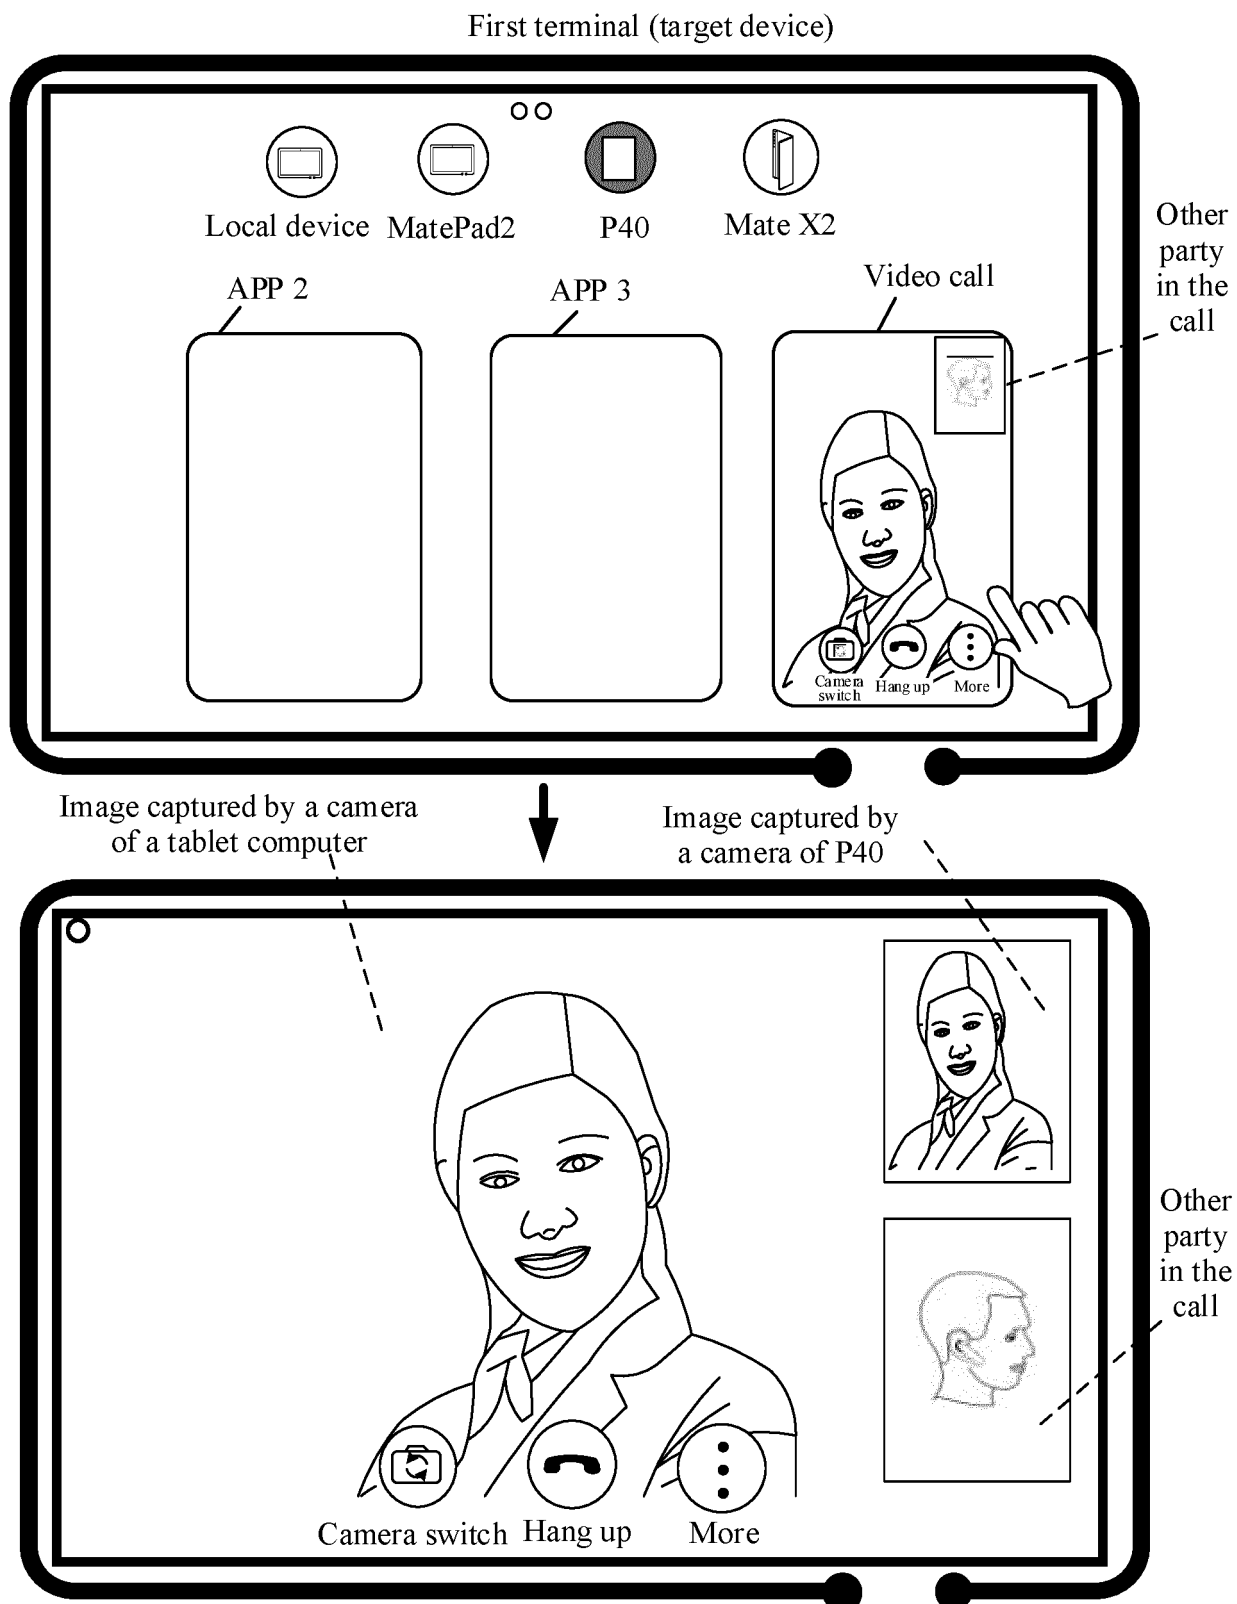 First terminal (target device)
Local device
MatePad2
P40
Mate X2
Other
party
in the
call
APP 2
APP 3
Video call
Camera
switch
Hang up
More
Image captured by a camera
of a tablet computer
Image captured by
a camera of P40
Other
party
in the
call
Camera switch
Hang up
More